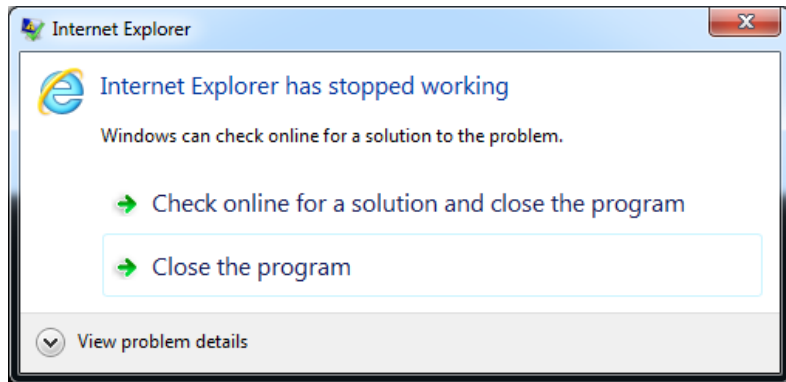 Internet Explorer
Internet Explorer has stopped working
Windows can check online for a solution to the problem.
Check online for a solution and close the program
Close the program
View problem details